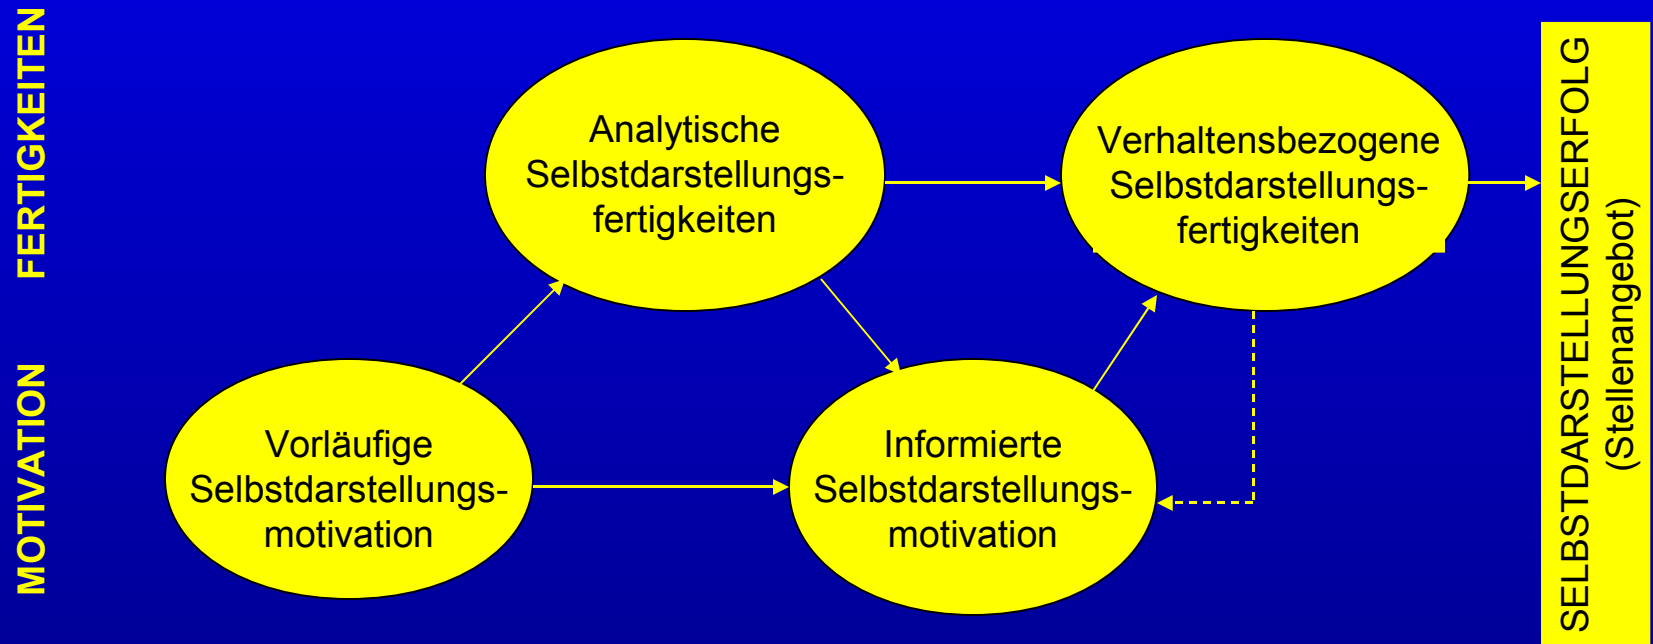 FERTIGKEITEN
MOTIVATION
Analytische
Selbstdarstellungs-
fertigkeiten
Verhaltensbezogene
Selbstdarstellungs-
fertigkeiten
Vorläufige
Selbstdarstellungs-
motivation
Informierte
Selbstdarstellungs-
motivation
SELBSTDARSTELLUNGSERFOLG
(Stellenangebot)